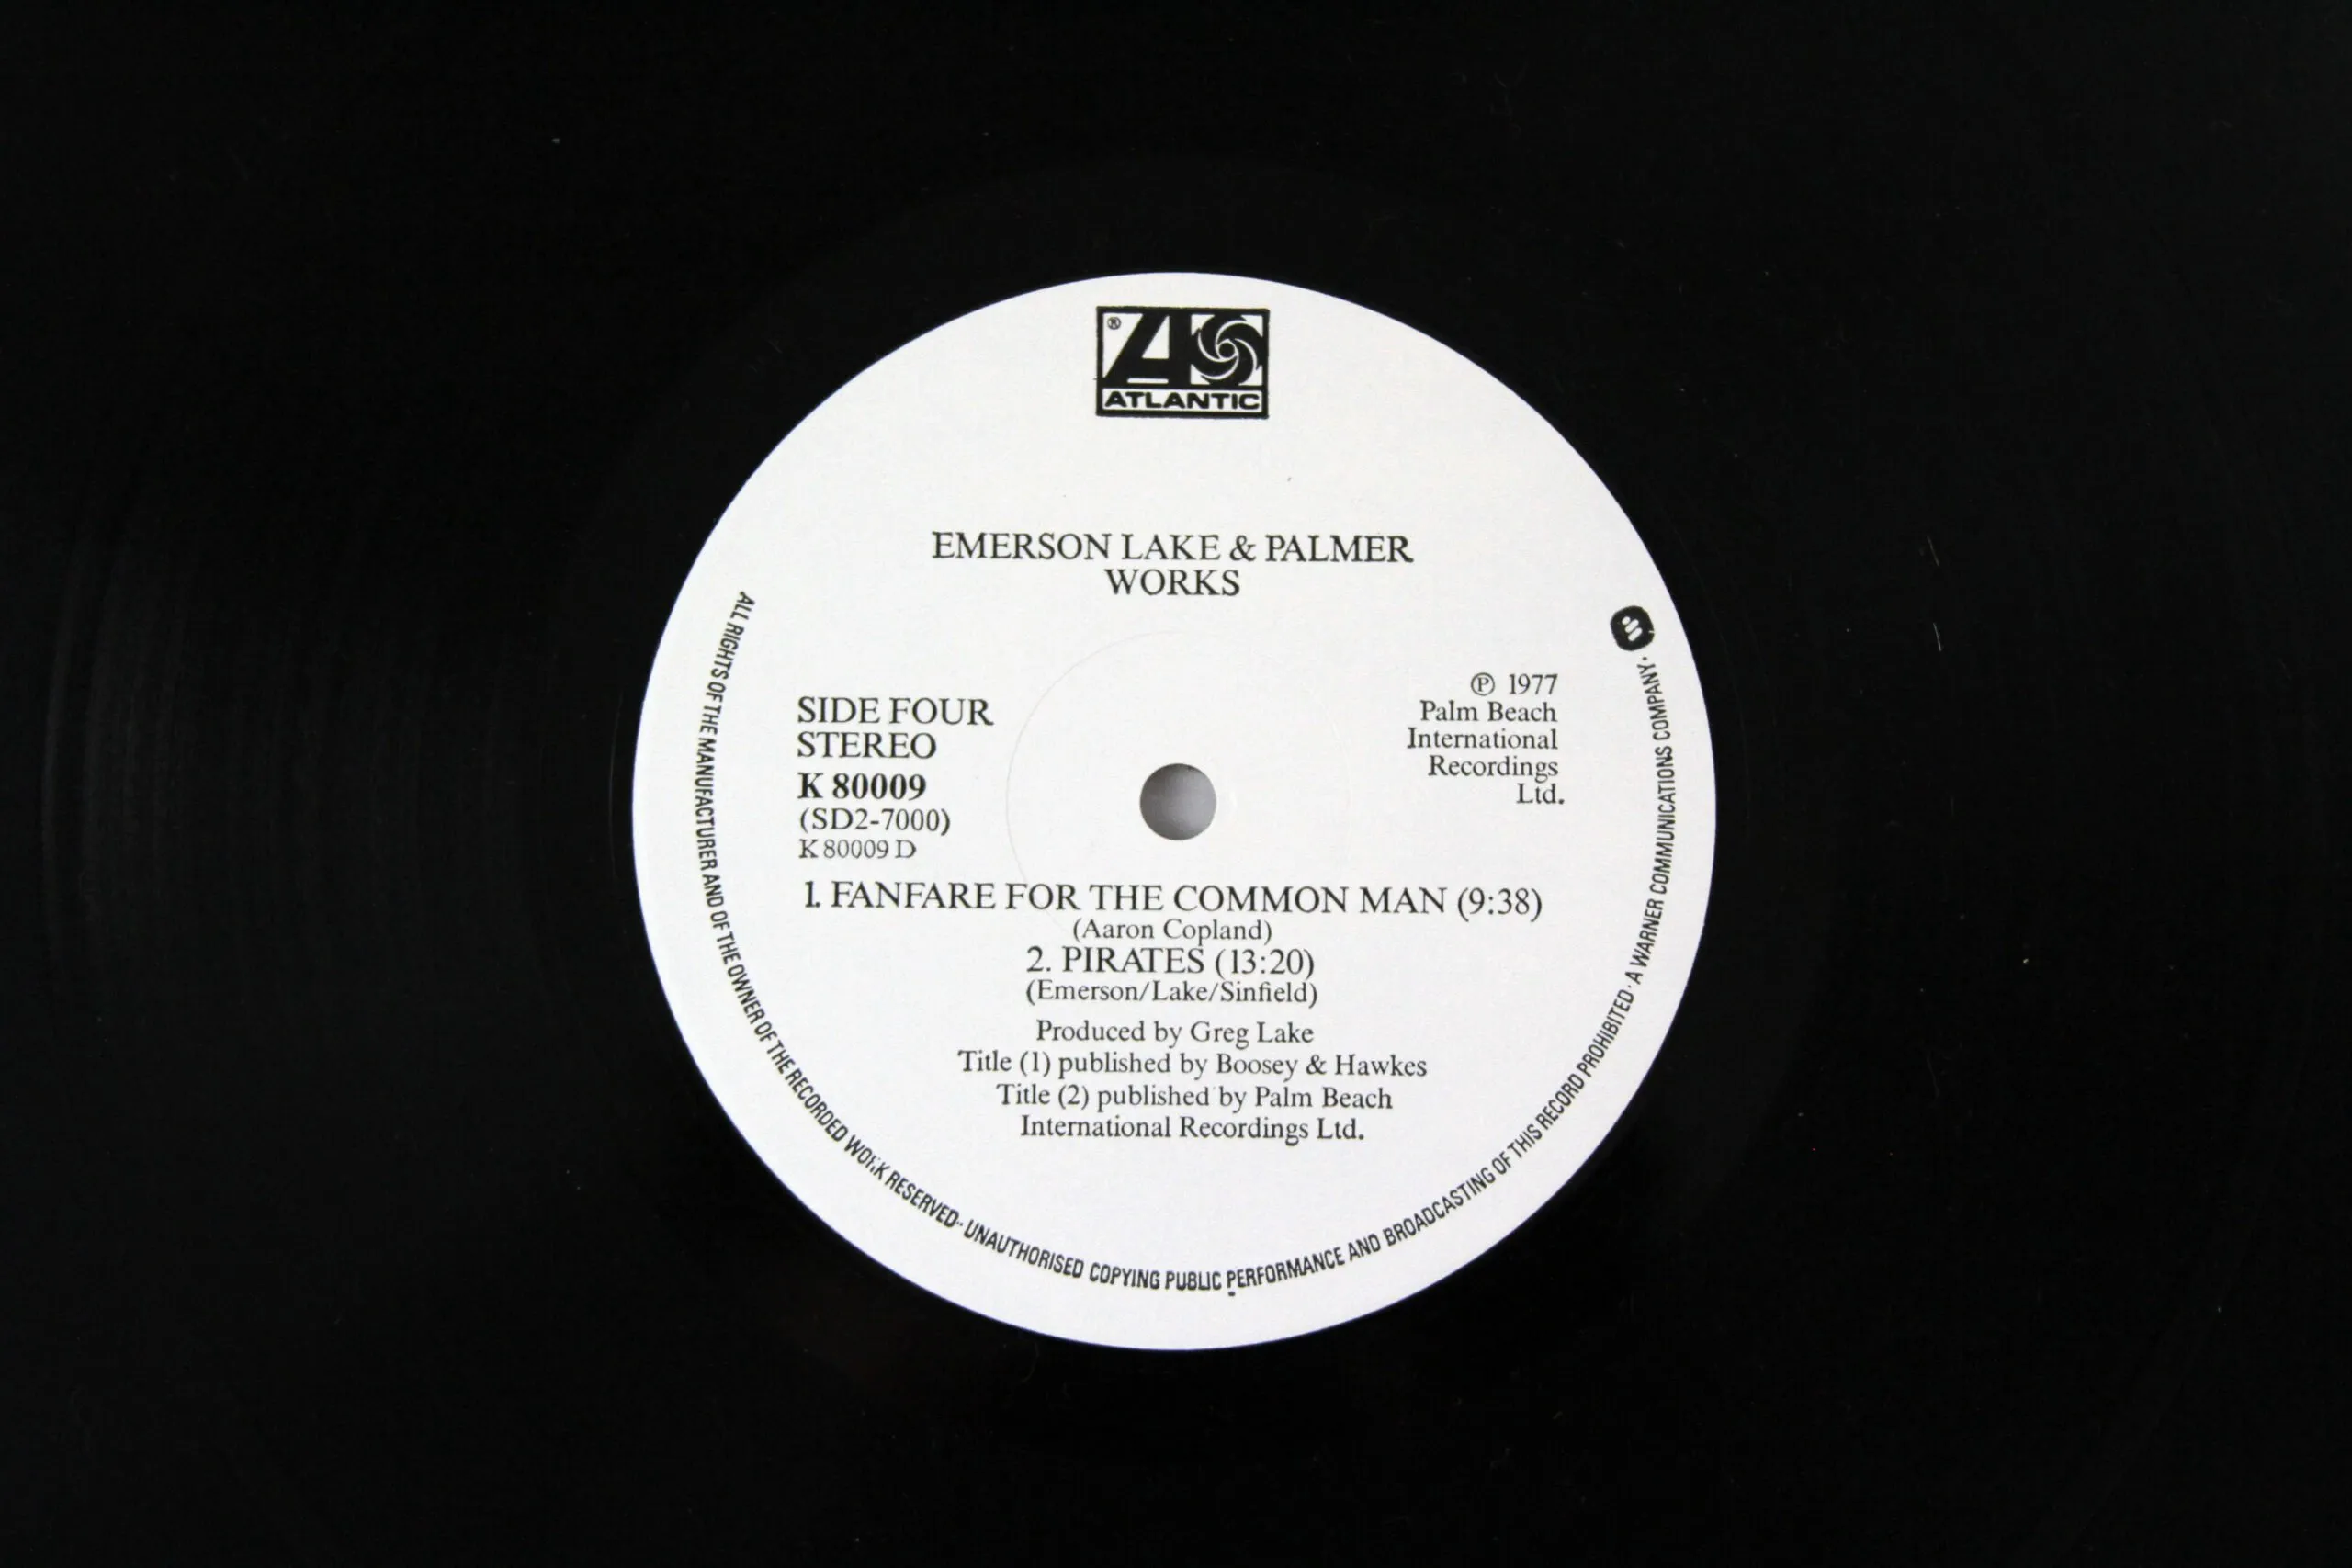 ®
ATLANTIC
EMERSON LAKE & PALMER
WORKS
SIDE FOUR
STEREO
K 80009
(SD2-7000)
K 80009 D
℗ 1977
Palm Beach
International
Recordings
Ltd.
1. FANFARE FOR THE COMMON MAN (9:38)
(Aaron Copland)
2. PIRATES (13:20)
(Emerson/Lake/Sinfield)
Produced by Greg Lake
Title (1) published by Boosey & Hawkes
Title (2) published by Palm Beach
International Recordings Ltd.
ALL RIGHTS OF THE MANUFACTURER AND OF THE OWNER OF THE RECORDED WORK RESERVED· UNAUTHORISED COPYING PUBLIC PERFORMANCE AND BROADCASTING OF THIS RECORD PROHIBITED· A WARNER COMMUNICATIONS COMPANY·